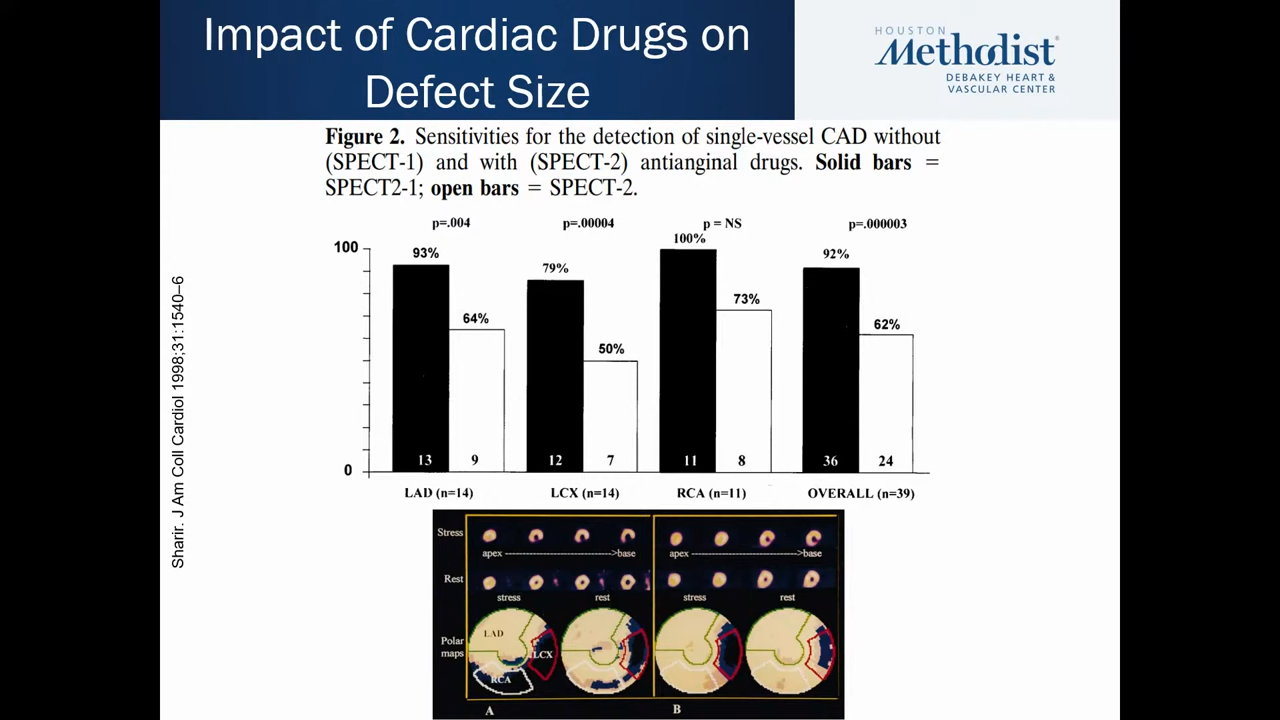 Impact of Cardiac Drugs on
Defect Size
HOUSTON
Methodist
DEBAKEY HEART &
VASCULAR CENTER
Figure 2. Sensitivities for the detection of single-vessel CAD without
(SPECT-1) and with (SPECT-2) antianginal drugs. Solid bars =
SPECT2-1; open bars = SPECT-2.
p=.004 p=.00004 p = NS p=.000003
100 93% 79% 100% 92%
64% 50% 73% 62%
0 13 9 12 7 11 8 36 24
LAD (n=14) LCX (n=14) RCA (n=11) OVERALL (n=39)
Sharir. J Am Coll Cardiol 1998;31:1540–6
Stress
apex ------------------>base apex ------------------>base
Rest
stress rest stress rest
Polar
maps
LAD
LCX
RCA
A B